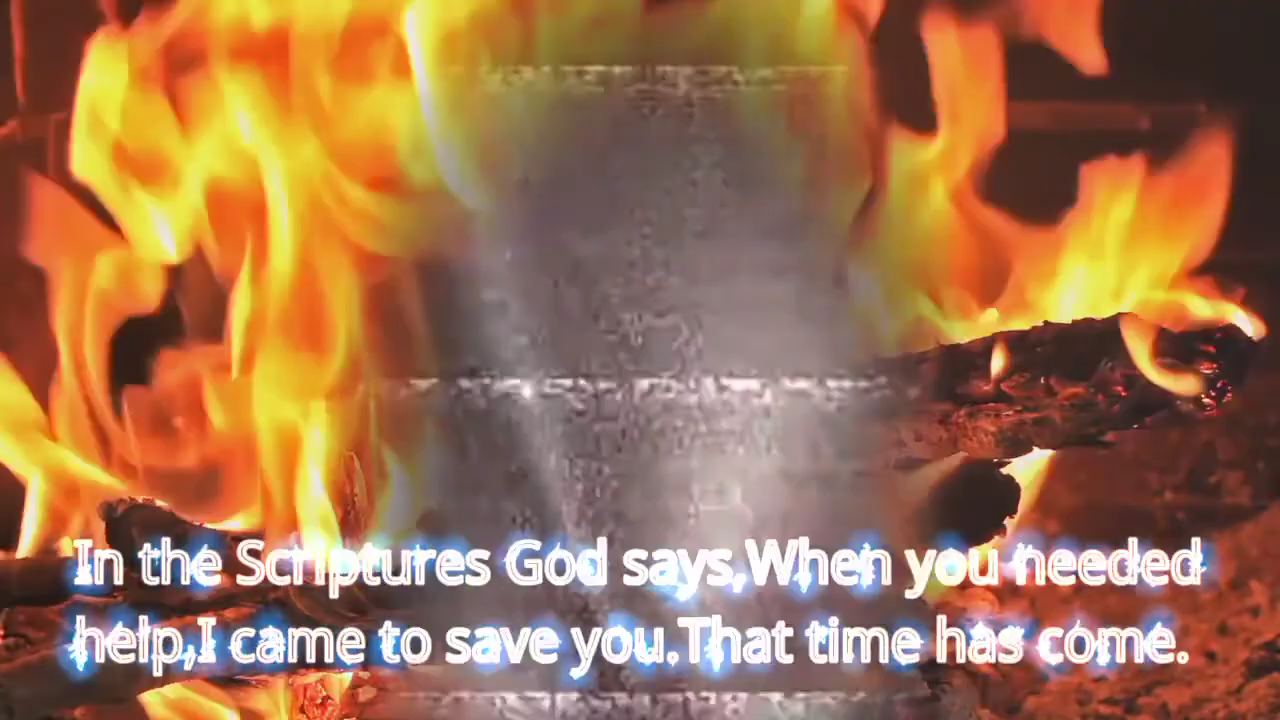 In the Scriptures God says,When you needed
help,I came to save you.That time has come.